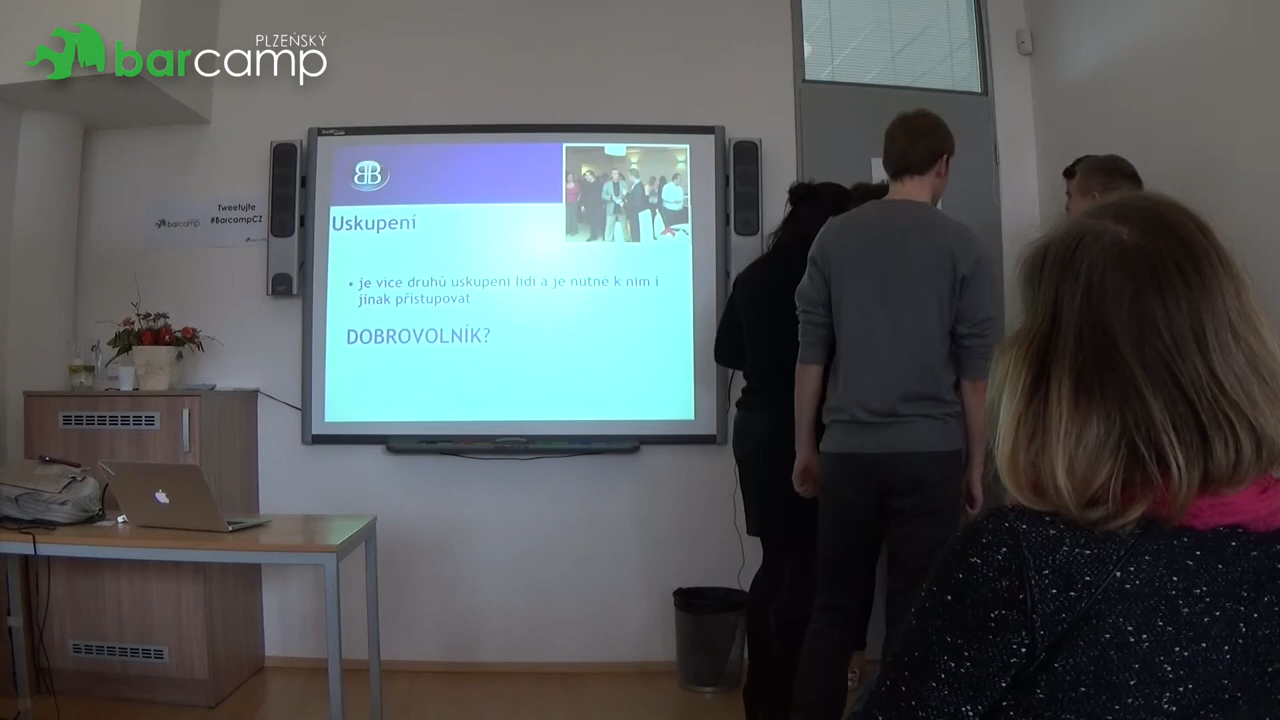 PLZEŇSKÝ
barcamp
Tweetujte
#BarcampCZ
barcamp
BB
Uskupení
je více druhů uskupení lidí a je nutné k nim i
jinak přistupovat
DOBROVOLNÍK?